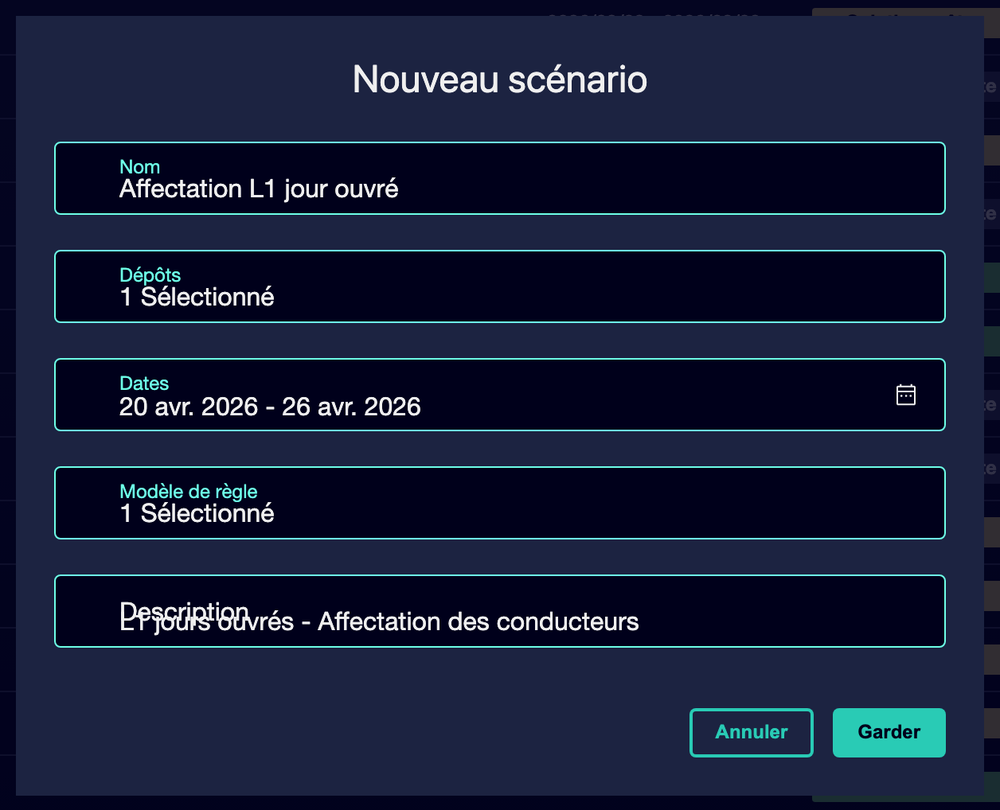 Nouveau scénario
Nom
Affectation L1 jour ouvré
Dépôts
1 Sélectionné
Dates
20 avr. 2026 - 26 avr. 2026
Modèle de règle
1 Sélectionné
Description
L1 jours ouvrés - Affectation des conducteurs
Annuler
Garder